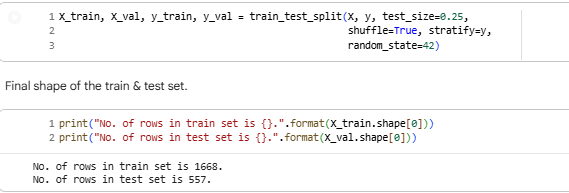 1 X_train, X_val, y_train, y_val = train_test_split(X, y, test_size=0.25,
2 shuffle=True, stratify=y,
3 random_state=42)
Final shape of the train & test set.
1 print("No. of rows in train set is {}.".format(X_train.shape[0]))
2 print("No. of rows in test set is {}.".format(X_val.shape[0]))
No. of rows in train set is 1668.
No. of rows in test set is 557.